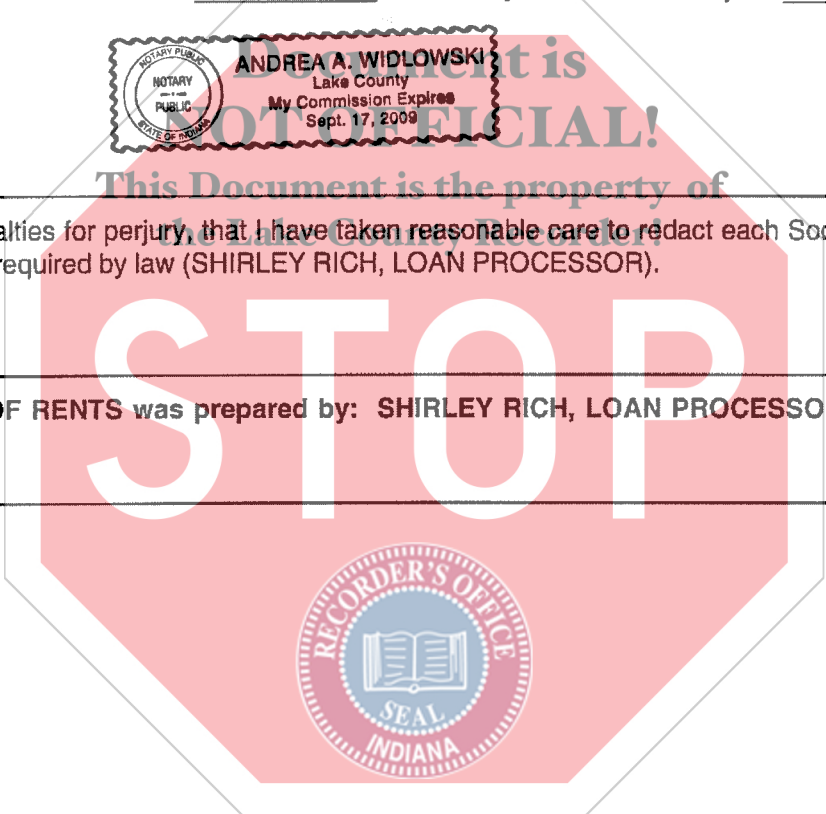 NOTARY PUBLIC
NOTARY
PUBLIC
STATE OF INDIANA
ANDREA A. WIDLOWSKI
Lake County
My Commission Expires
Sept. 17, 2009
Document is
NOT OFFICIAL!
This Document is the property of
the Lake County Recorder!
alties for perjury, that I have taken reasonable care to redact each Soc
required by law (SHIRLEY RICH, LOAN PROCESSOR).
STOP
OF RENTS was prepared by: SHIRLEY RICH, LOAN PROCESSO
RECORDER'S OFFICE
SEAL
INDIANA